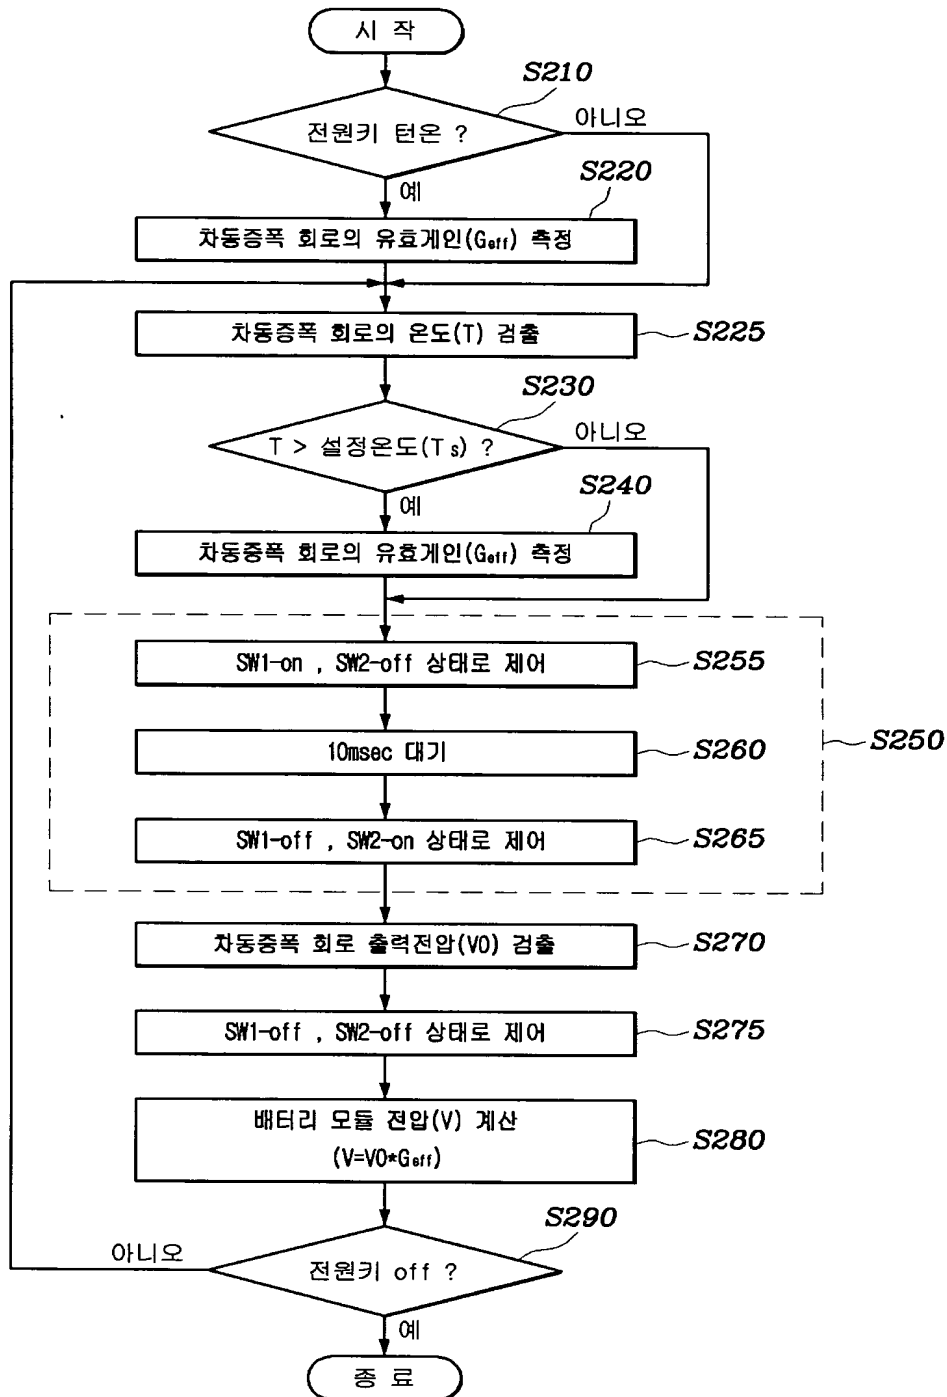 시 작
S210
전원키 턴온 ?
아니오
예
S220
차동증폭 회로의 유효게인(Geff) 측정
차동증폭 회로의 온도(T) 검출
S225
S230
T > 설정온도(Ts) ?
아니오
예
S240
차동증폭 회로의 유효게인(Geff) 측정
SW1-on , SW2-off 상태로 제어
S255
10msec 대기
S260
S250
SW1-off , SW2-on 상태로 제어
S265
차동증폭 회로 출력전압(VO) 검출
S270
SW1-off , SW2-off 상태로 제어
S275
배터리 모듈 전압(V) 계산
(V=VO*Geff)
S280
S290
아니오
전원키 off ?
예
종 료